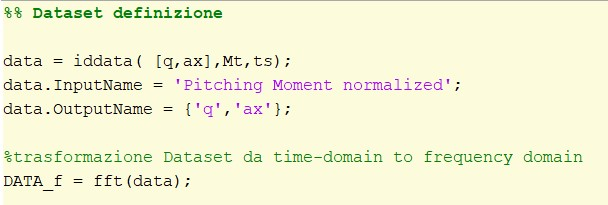 %% Dataset definizione
data = iddata( [q,ax],Mt,ts);
data.InputName = 'Pitching Moment normalized';
data.OutputName = {'q','ax'};
%trasformazione Dataset da time-domain to frequency domain
DATA_f = fft(data);